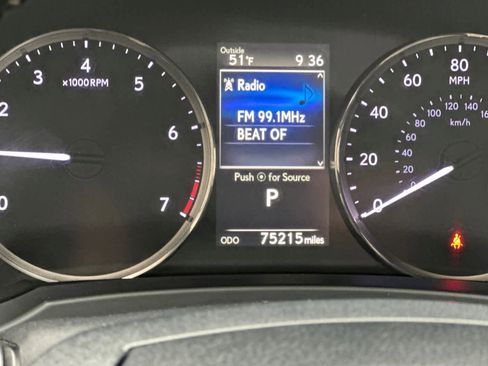 Outside
51°F 9:36
Radio
FM 99.1MHz
BEAT OF
Push for Source
P
ODO 75215 miles
3 4 5
x1000RPM
2 6
0 7
7
80
60
MPH
40
20
0
160
140
120
100
80
60
40
20
km/h